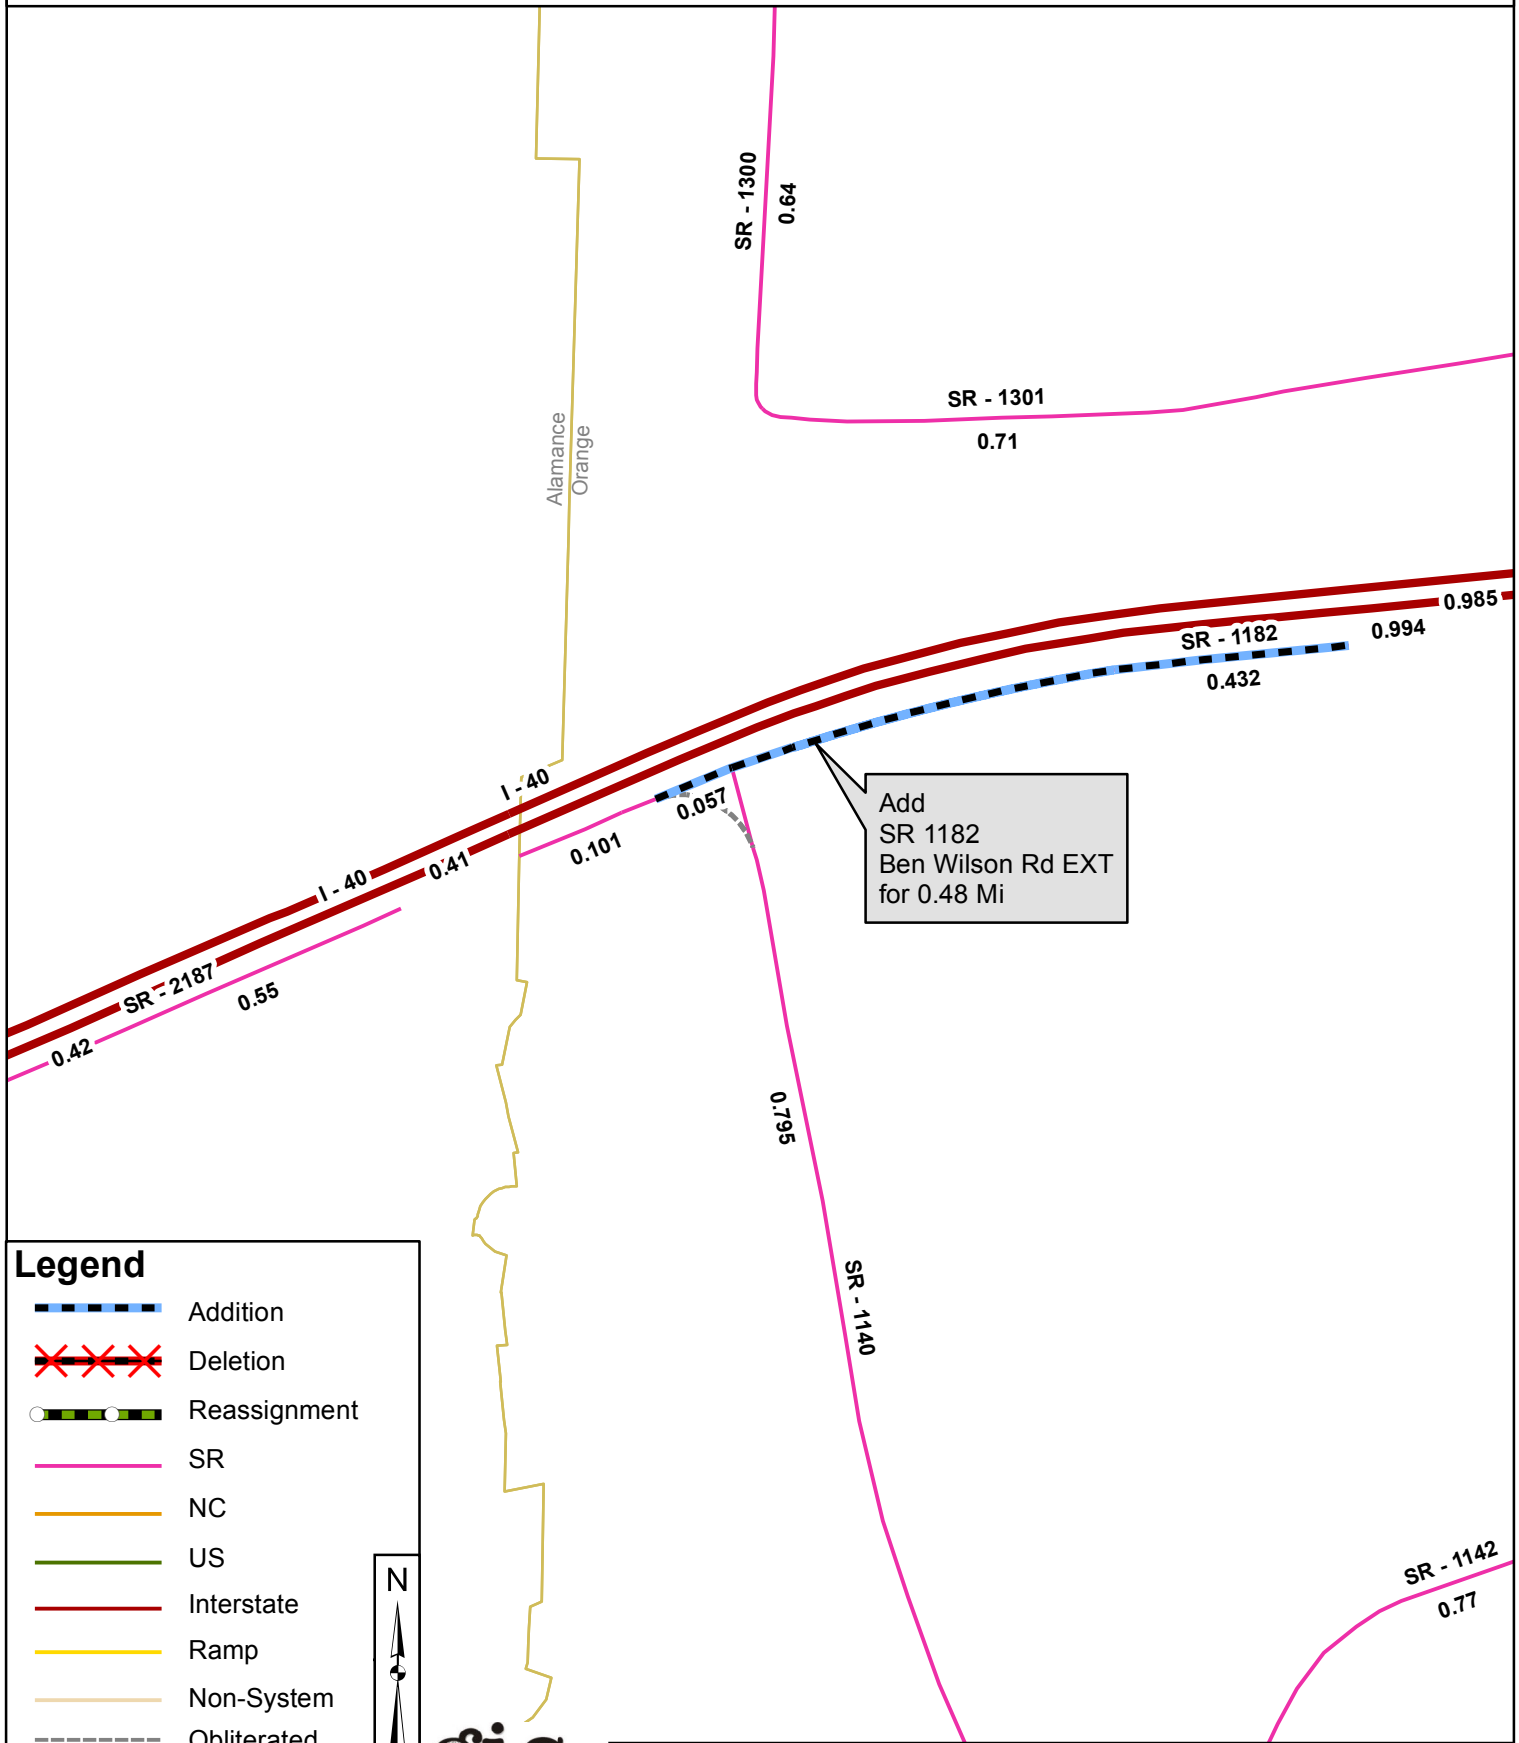 SR - 1300
0.64
SR - 1301
0.71
Alamance
Orange
0.985
SR - 1182
0.994
0.432
I - 40
0.057
Add
SR 1182
Ben Wilson Rd EXT
for 0.48 Mi
0.101
0.41
I - 40
SR - 2187
0.55
0.42
0.795
SR - 1140
SR - 1142
0.77
Legend
Addition
Deletion
Reassignment
SR
NC
US
Interstate
Ramp
Non-System
Obliterated
N